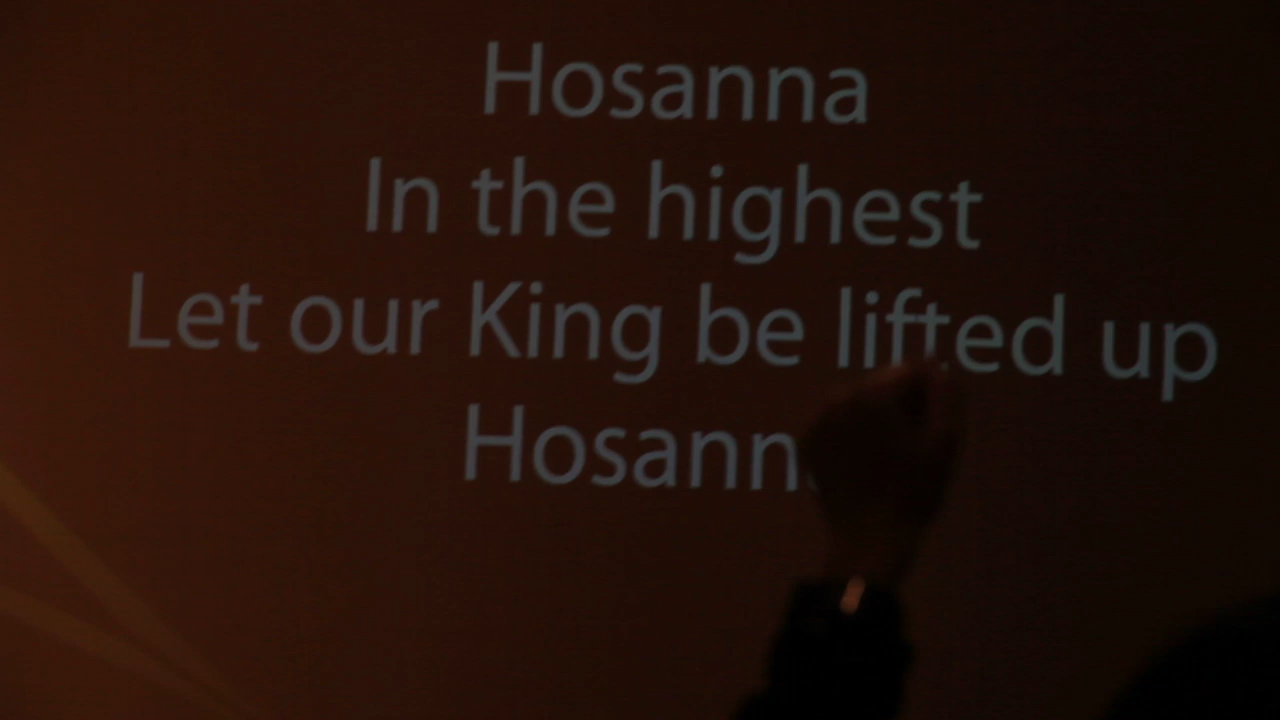 Hosanna
In the highest
Let our King be lifted up
Hosann